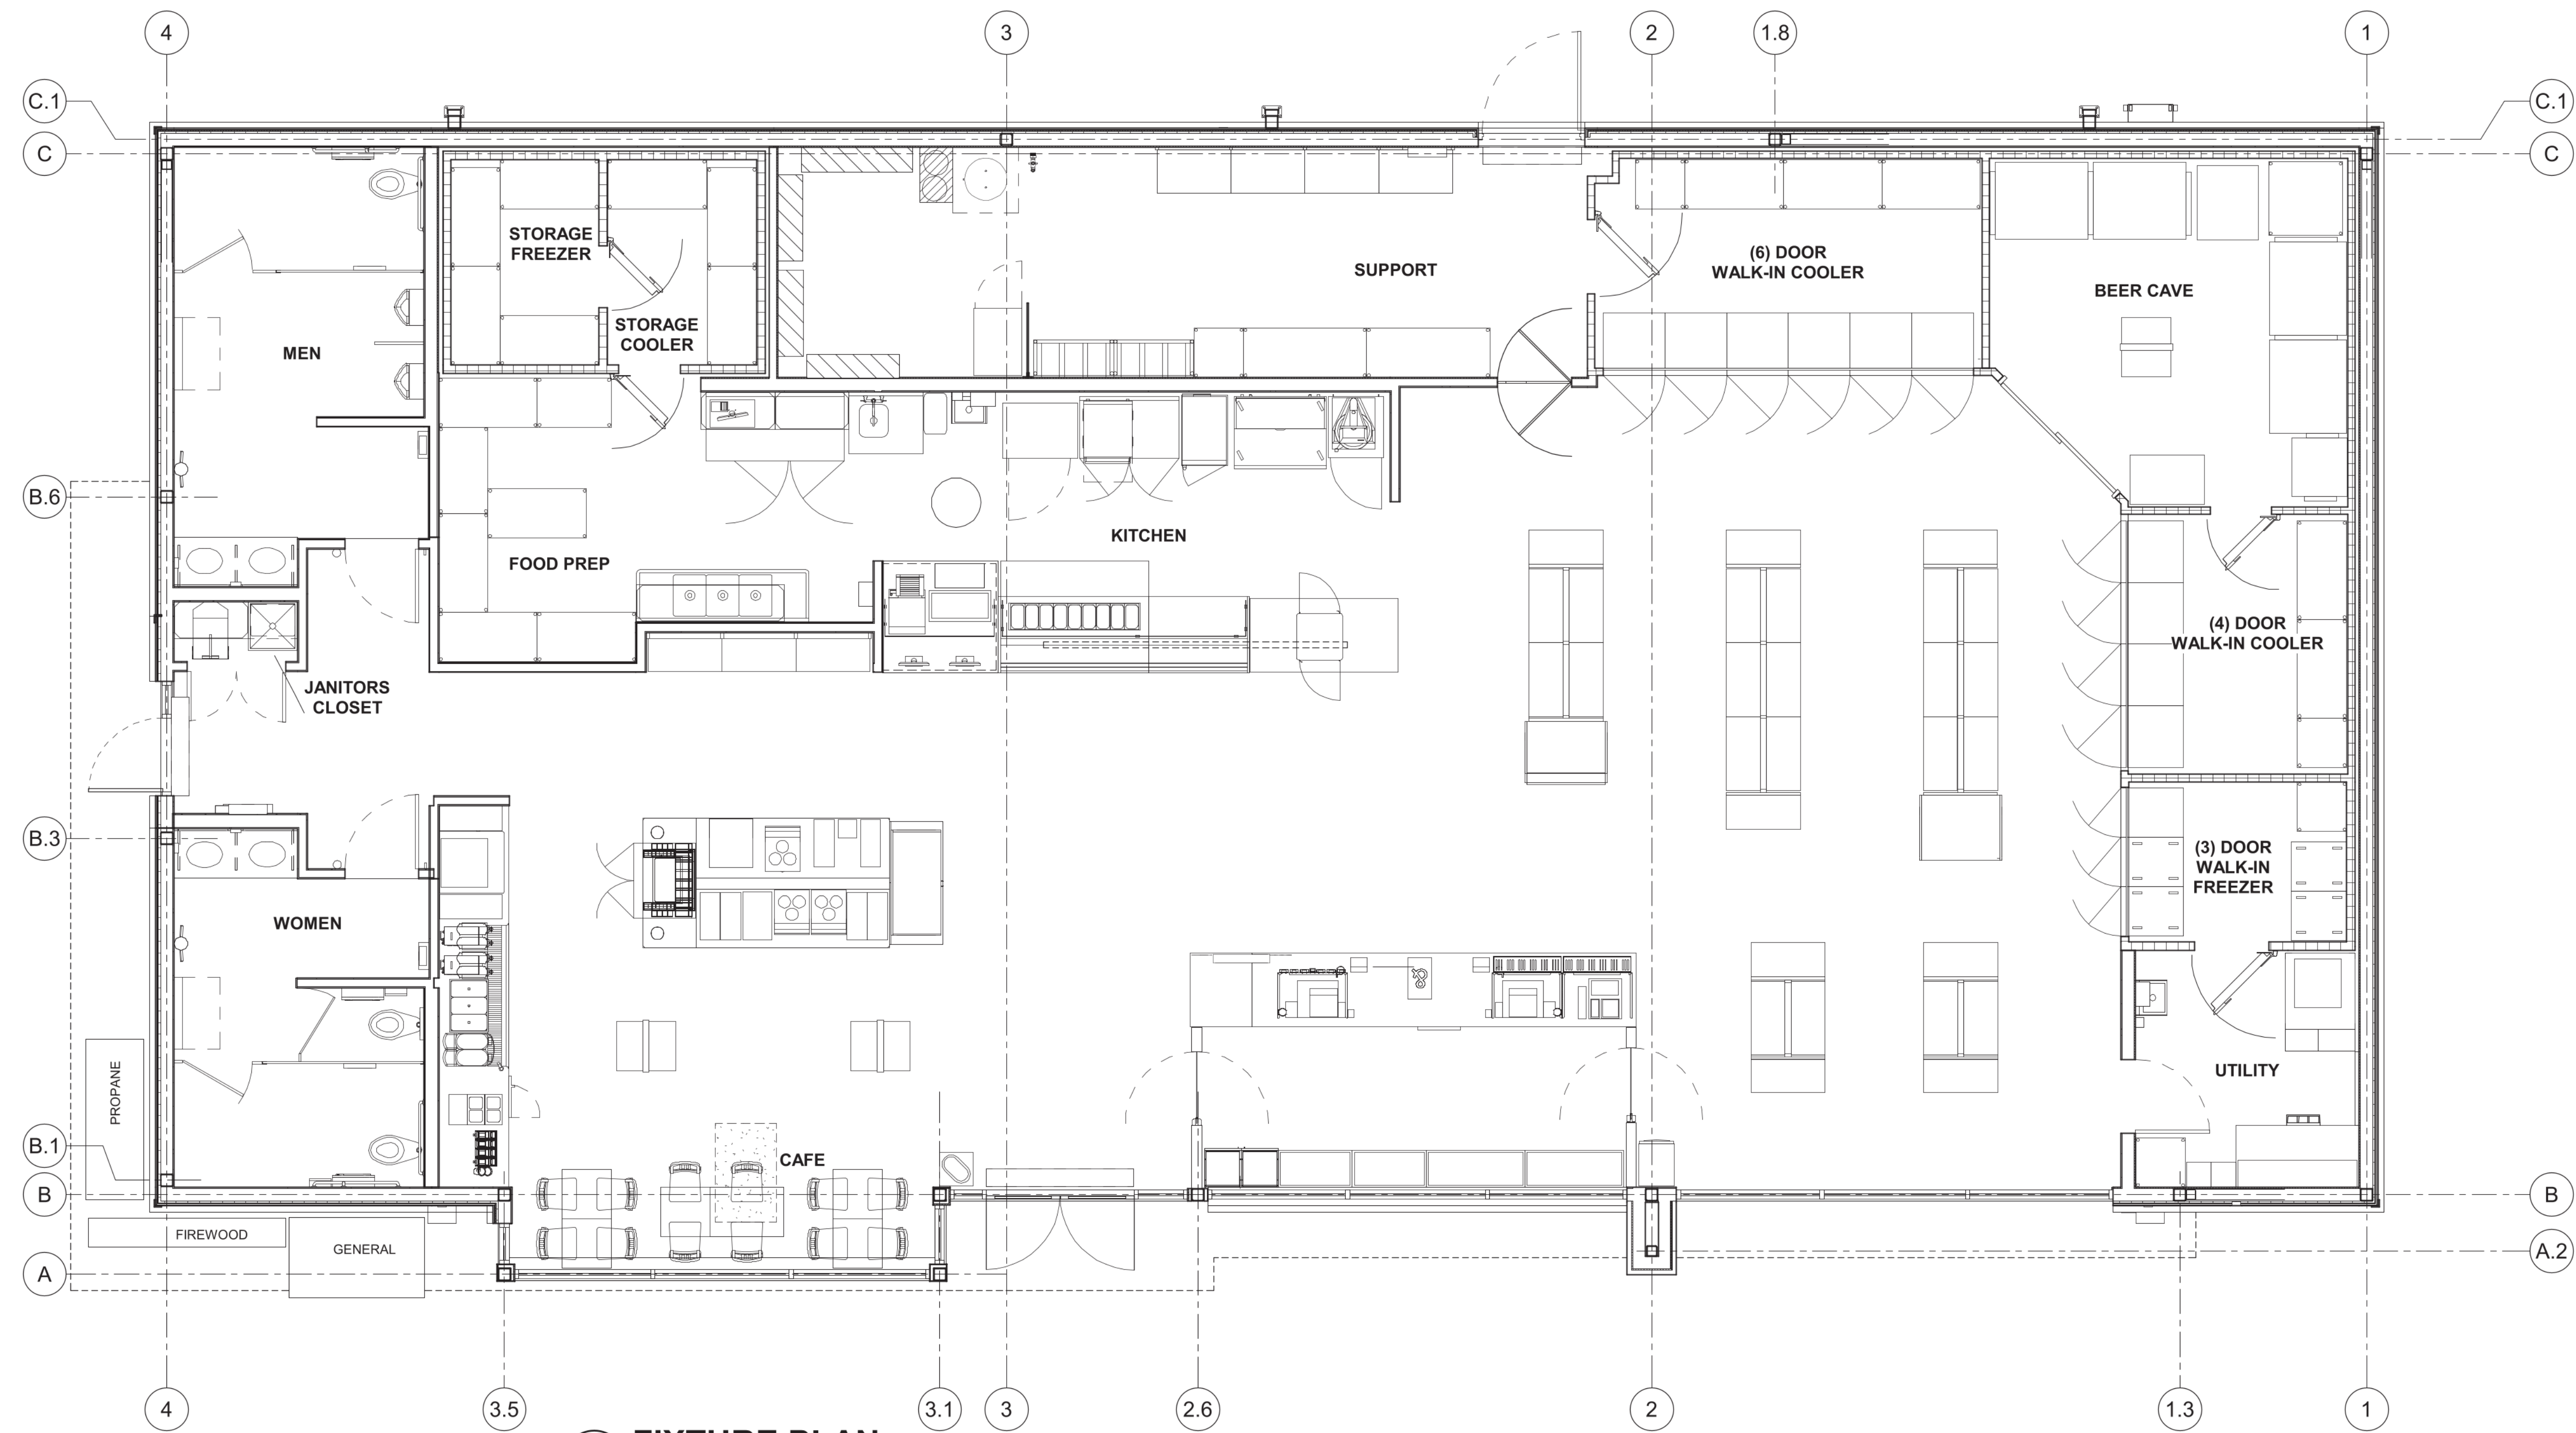 4
3
2
1.8
1
C.1
C.1
C
C
STORAGE
FREEZER
(6) DOOR
WALK-IN COOLER
SUPPORT
BEER CAVE
STORAGE
COOLER
MEN
B.6
KITCHEN
FOOD PREP
(4) DOOR
WALK-IN COOLER
JANITORS
CLOSET
B.3
(3) DOOR
WALK-IN
FREEZER
WOMEN
UTILITY
PROPANE
B.1
CAFE
B
B
FIREWOOD
GENERAL
A.2
A
4
3.5
3.1
3
2.6
2
1.3
1
FIXTURE PLAN